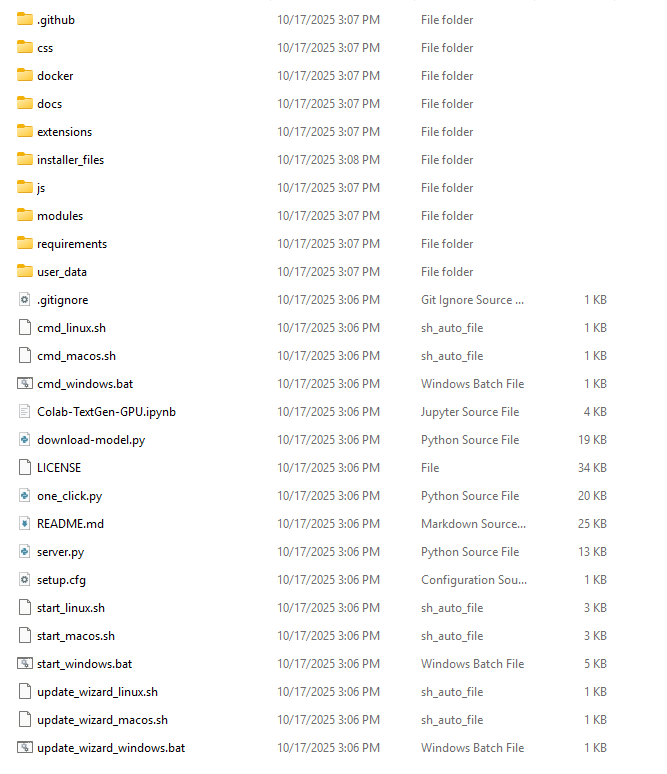 .github 10/17/2025 3:07 PM File folder
css 10/17/2025 3:07 PM File folder
docker 10/17/2025 3:07 PM File folder
docs 10/17/2025 3:07 PM File folder
extensions 10/17/2025 3:07 PM File folder
installer_files 10/17/2025 3:08 PM File folder
js 10/17/2025 3:07 PM File folder
modules 10/17/2025 3:07 PM File folder
requirements 10/17/2025 3:07 PM File folder
user_data 10/17/2025 3:07 PM File folder
.gitignore 10/17/2025 3:06 PM Git Ignore Source ... 1 KB
cmd_linux.sh 10/17/2025 3:06 PM sh_auto_file 1 KB
cmd_macos.sh 10/17/2025 3:06 PM sh_auto_file 1 KB
cmd_windows.bat 10/17/2025 3:06 PM Windows Batch File 1 KB
Colab-TextGen-GPU.ipynb 10/17/2025 3:06 PM Jupyter Source File 4 KB
download-model.py 10/17/2025 3:06 PM Python Source File 19 KB
LICENSE 10/17/2025 3:06 PM File 34 KB
one_click.py 10/17/2025 3:06 PM Python Source File 20 KB
README.md 10/17/2025 3:06 PM Markdown Source... 25 KB
server.py 10/17/2025 3:06 PM Python Source File 13 KB
setup.cfg 10/17/2025 3:06 PM Configuration Sou... 1 KB
start_linux.sh 10/17/2025 3:06 PM sh_auto_file 3 KB
start_macos.sh 10/17/2025 3:06 PM sh_auto_file 3 KB
start_windows.bat 10/17/2025 3:06 PM Windows Batch File 5 KB
update_wizard_linux.sh 10/17/2025 3:06 PM sh_auto_file 1 KB
update_wizard_macos.sh 10/17/2025 3:06 PM sh_auto_file 1 KB
update_wizard_windows.bat 10/17/2025 3:06 PM Windows Batch File 1 KB